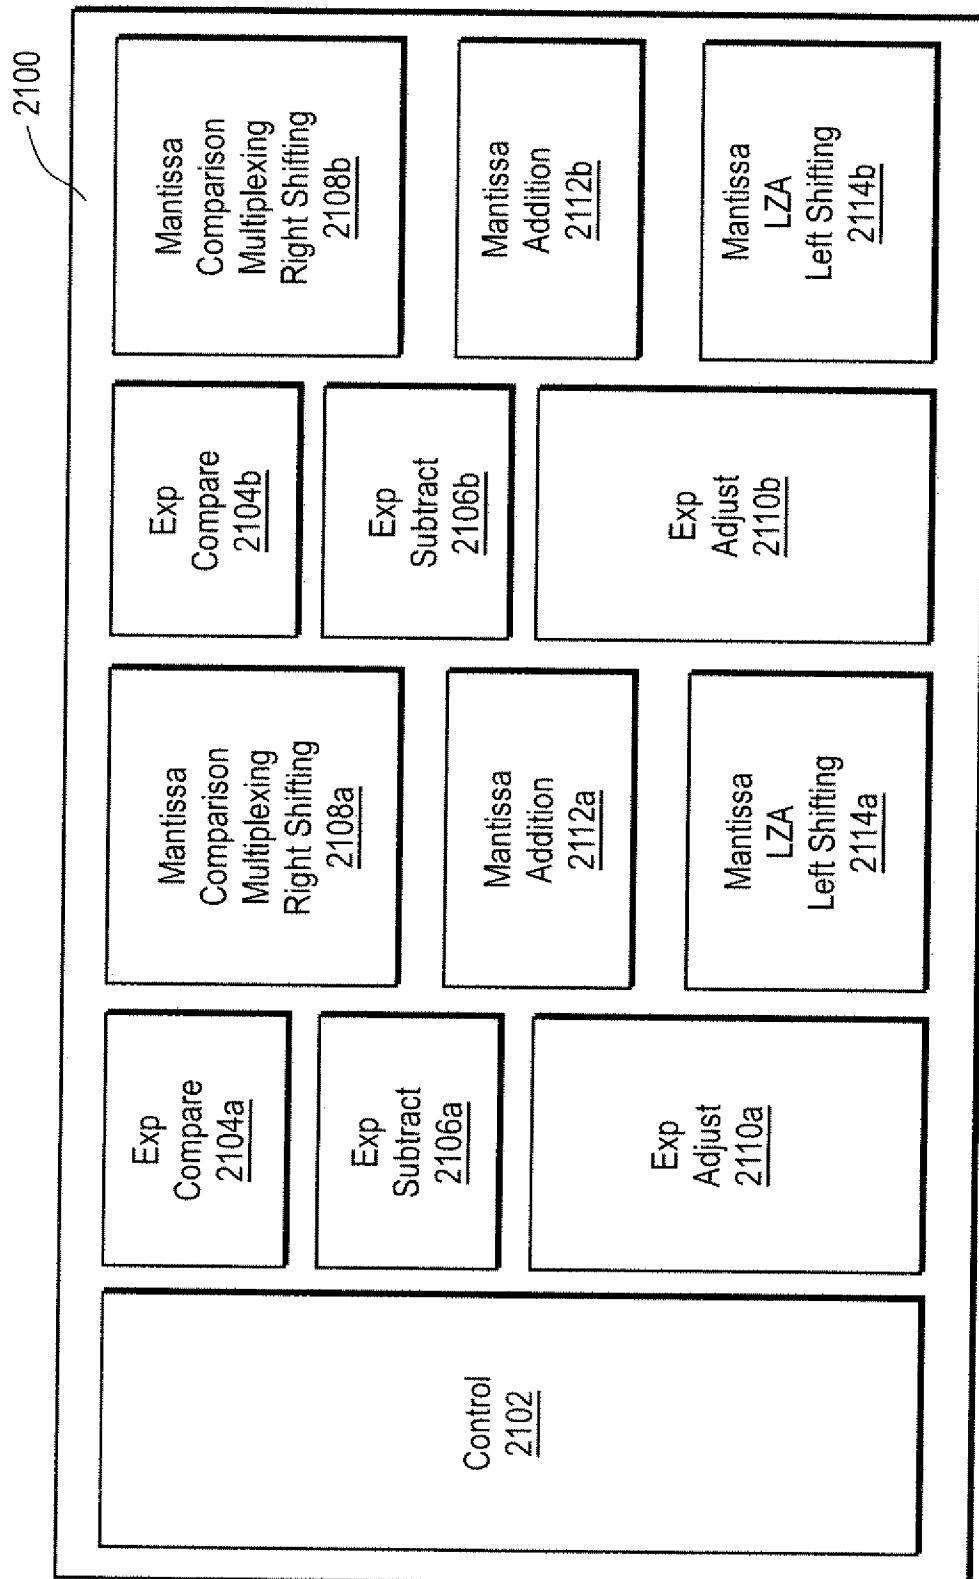 2100
Control
2102
Exp
Compare
2104a
Exp
Subtract
2106a
Exp
Adjust
2110a
Mantissa
Comparison
Multiplexing
Right Shifting
2108a
Mantissa
Addition
2112a
Mantissa
LZA
Left Shifting
2114a
Exp
Compare
2104b
Exp
Subtract
2106b
Exp
Adjust
2110b
Mantissa
Comparison
Multiplexing
Right Shifting
2108b
Mantissa
Addition
2112b
Mantissa
LZA
Left Shifting
2114b